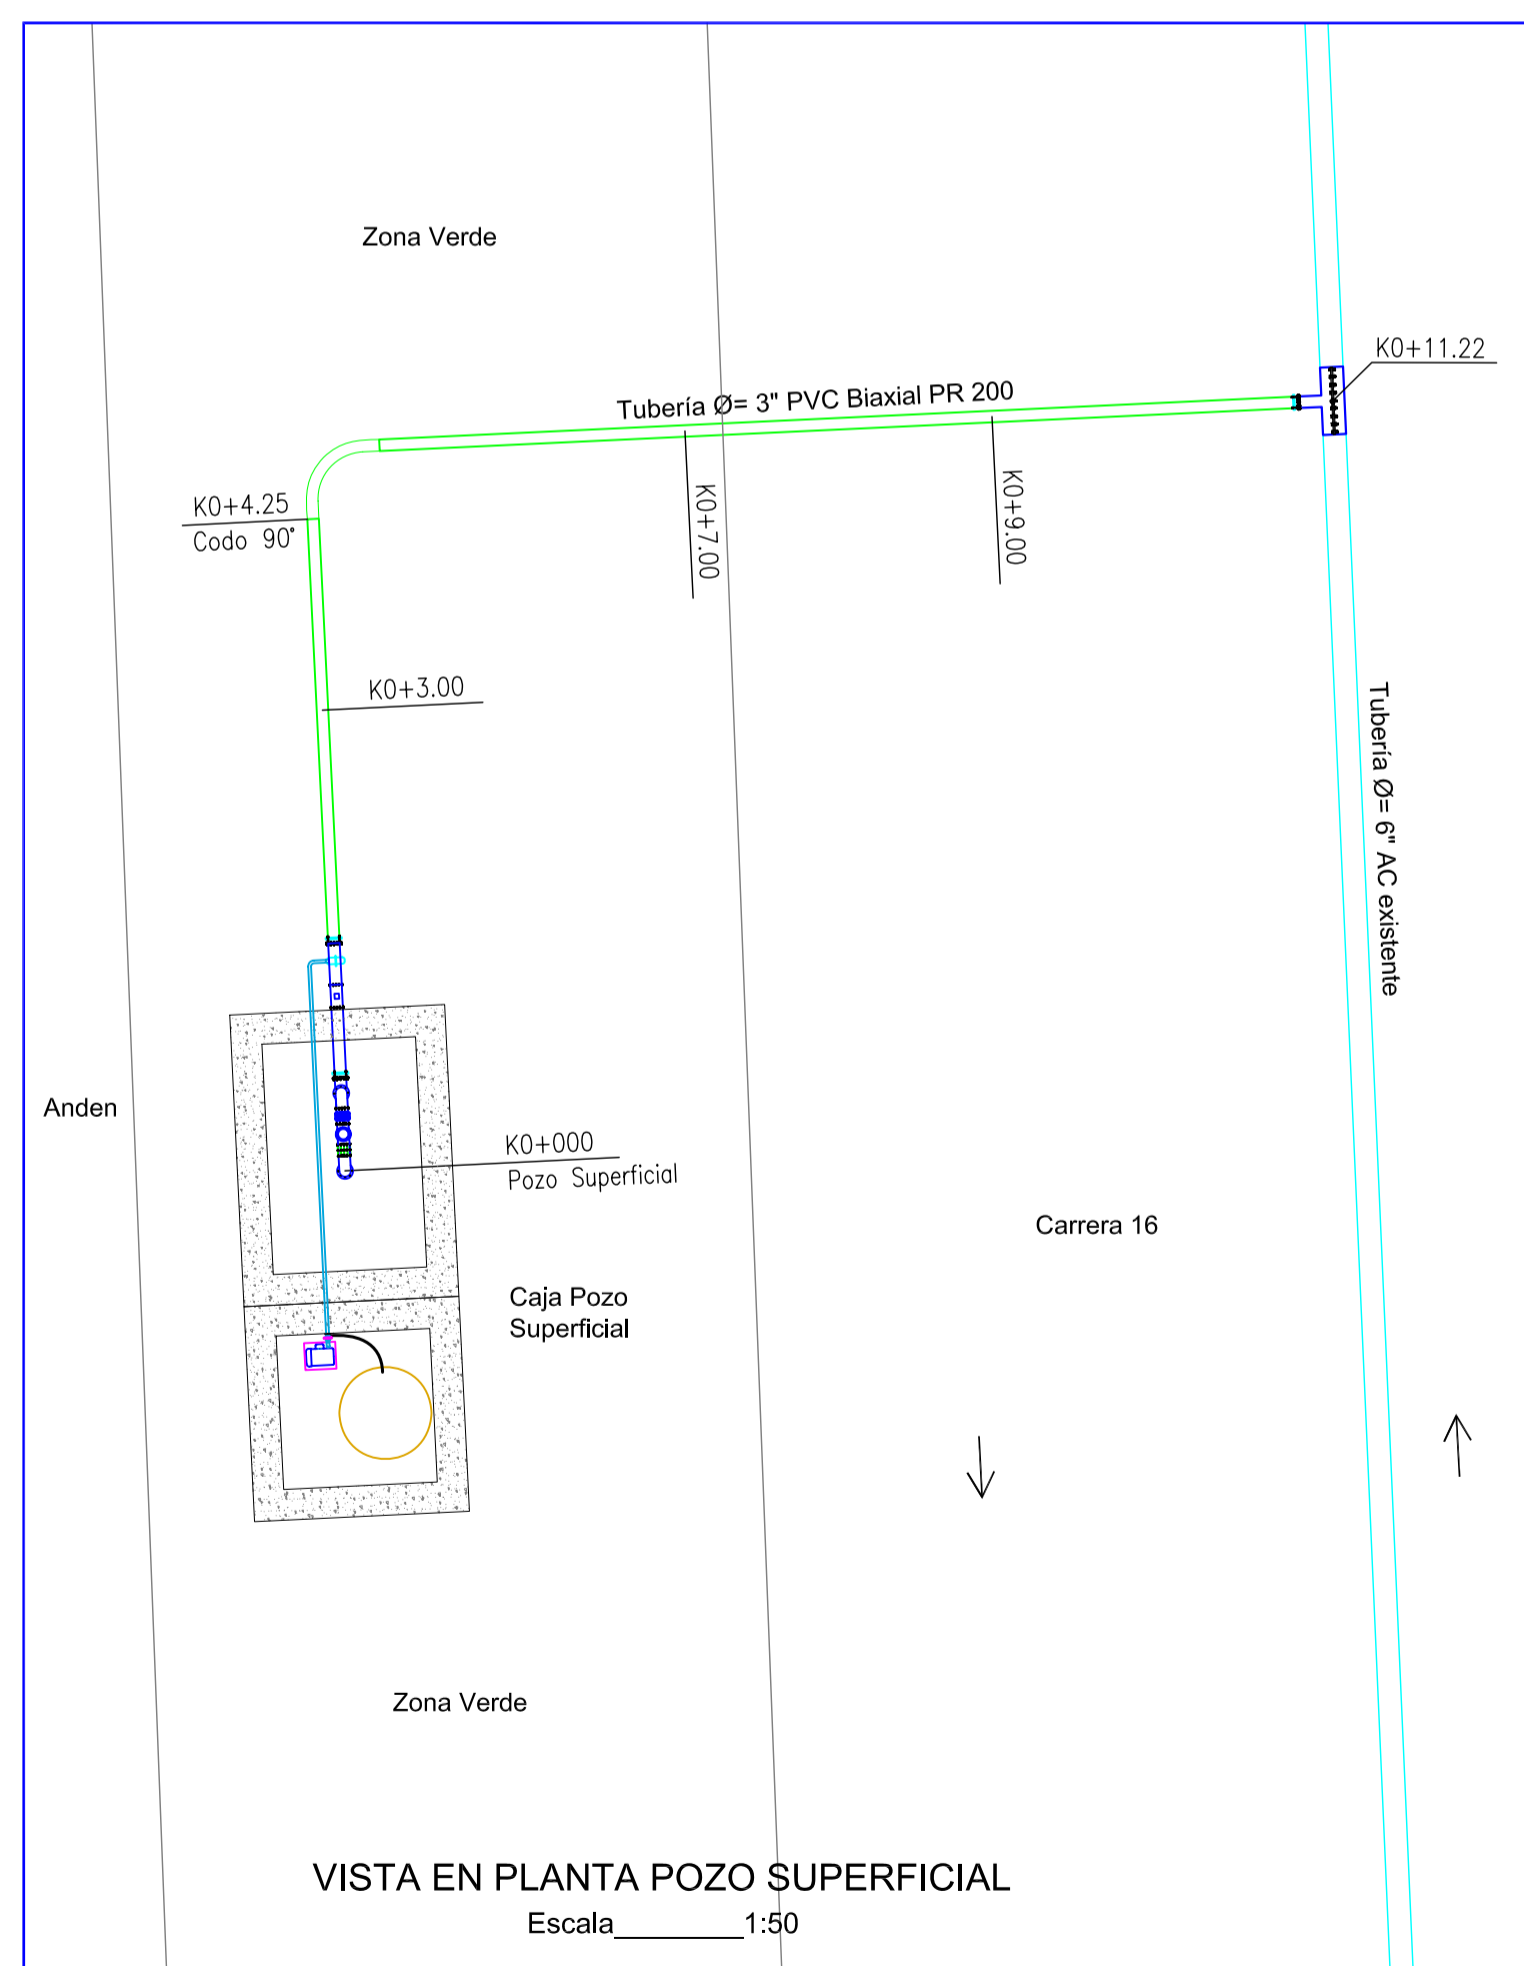 Zona Verde
K0+11.22
Tubería Ø= 3" PVC Biaxial PR 200
K0+4.25
Codo 90°
K0+7.00
K0+9.00
K0+3.00
Tubería Ø= 6" AC existente
Anden
K0+000
Pozo Superficial
Carrera 16
Caja Pozo
Superficial
Zona Verde
VISTA EN PLANTA POZO SUPERFICIAL
Escala_________1:50